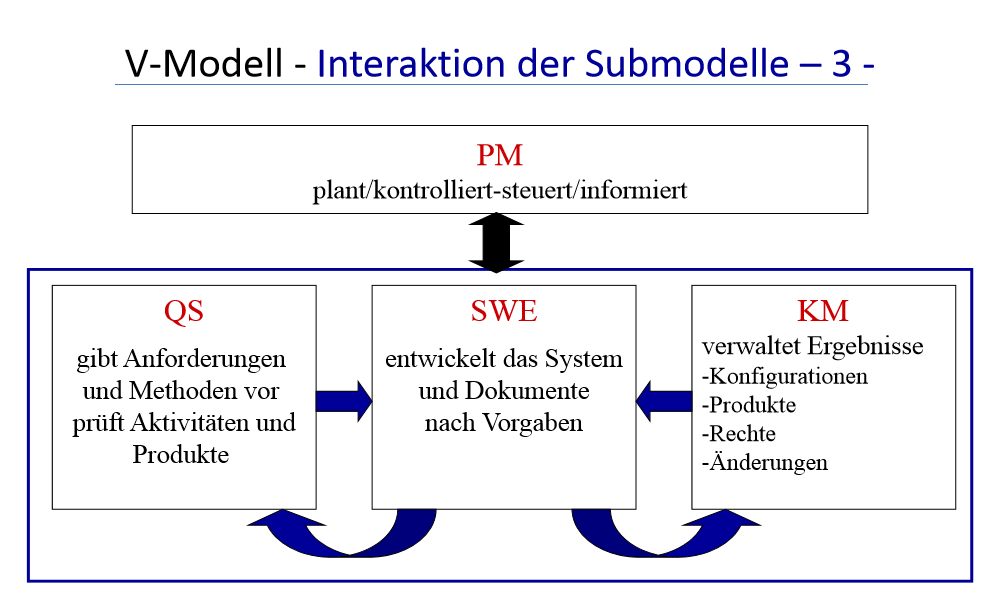 V-Modell - Interaktion der Submodelle – 3 -
PM
plant/kontrolliert-steuert/informiert
QS
gibt Anforderungen
und Methoden vor
prüft Aktivitäten und
Produkte
SWE
entwickelt das System
und Dokumente
nach Vorgaben
KM
verwaltet Ergebnisse
-Konfigurationen
-Produkte
-Rechte
-Änderungen